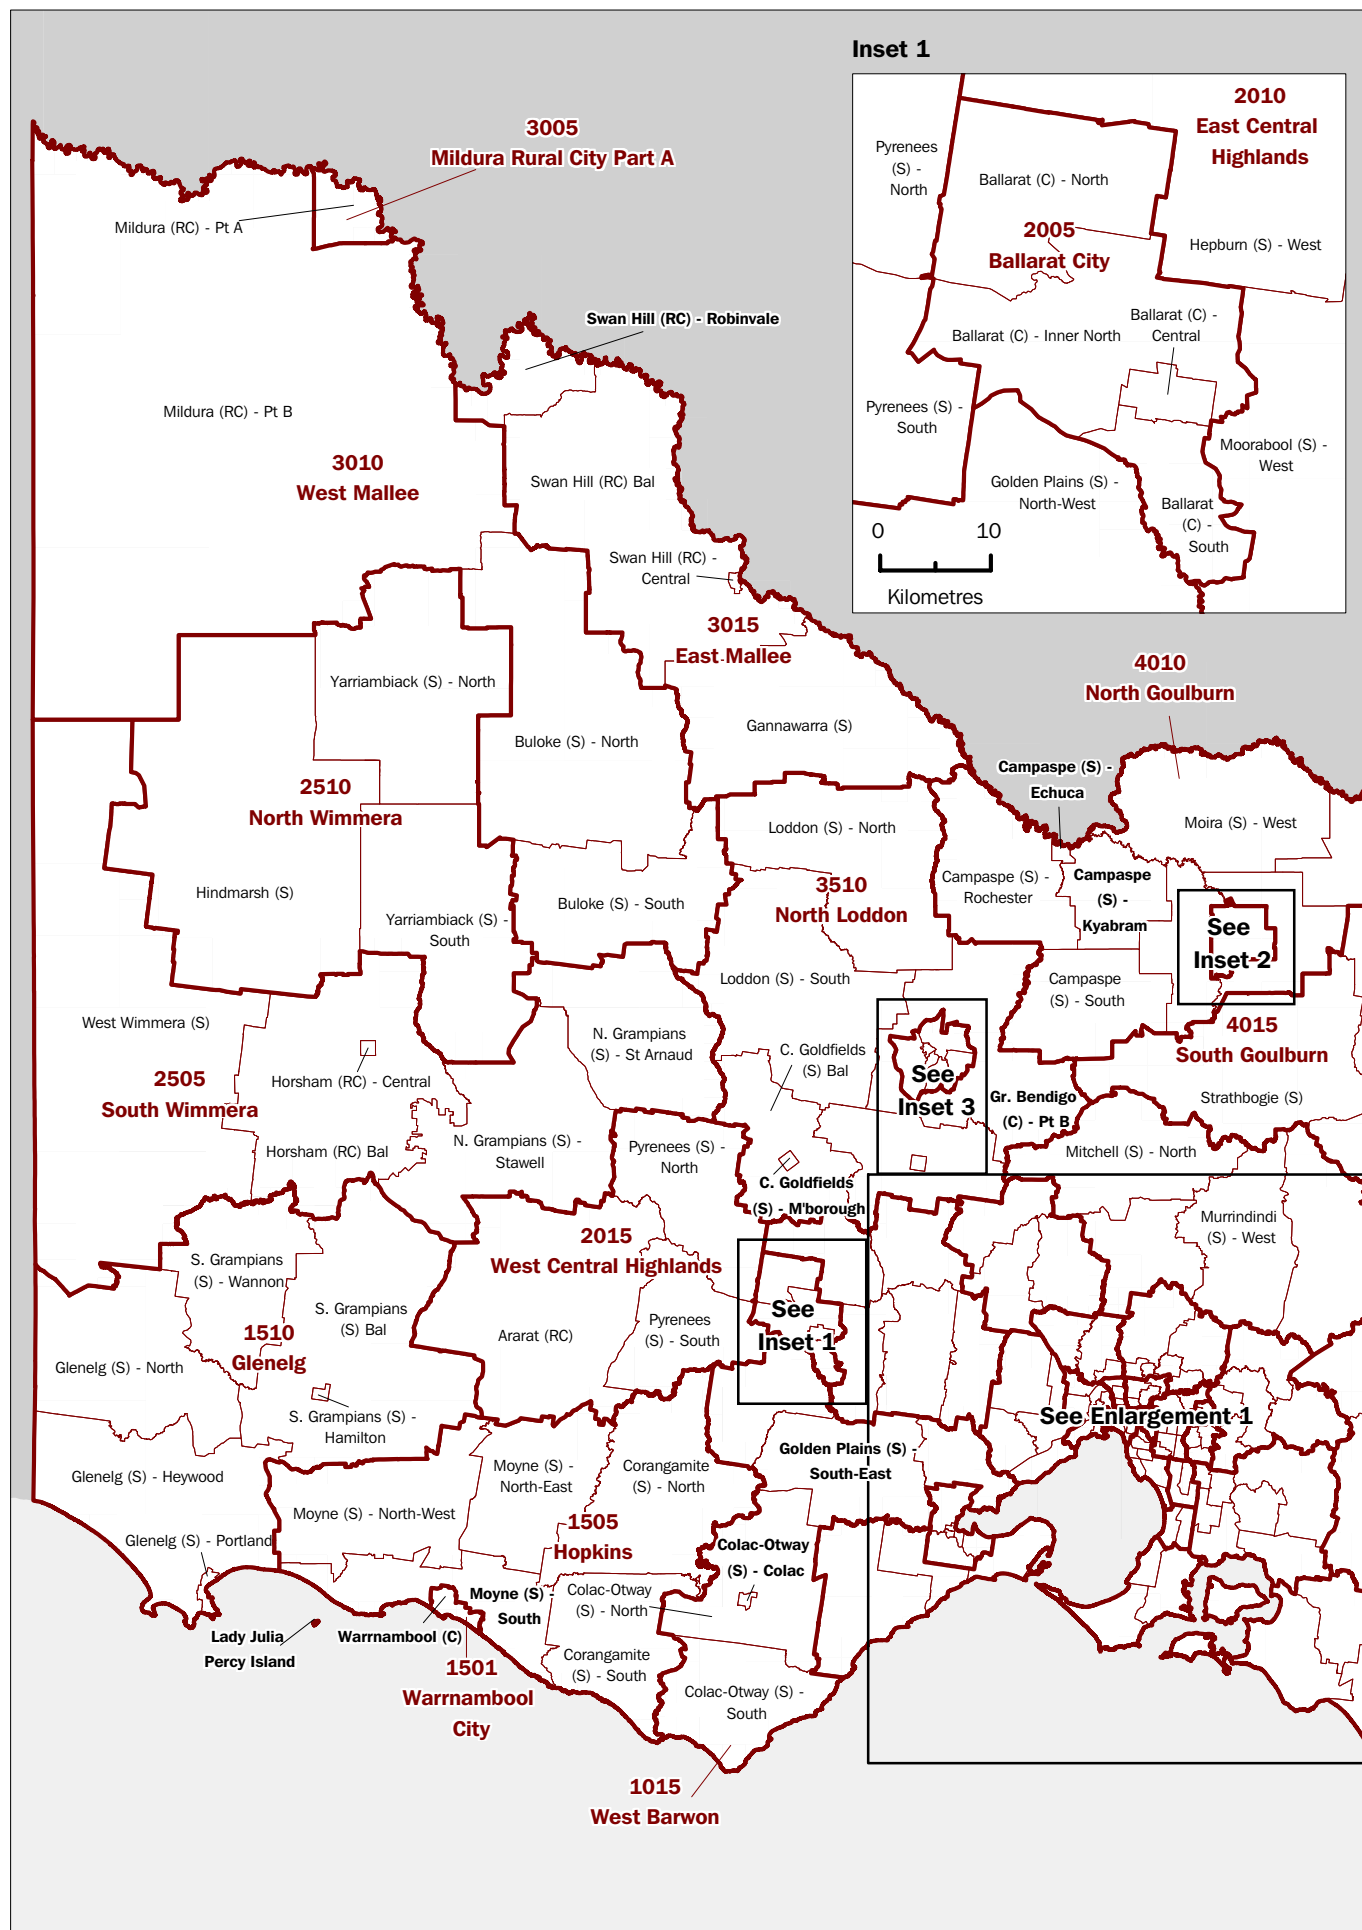 Inset 1
2010
East Central
Highlands
Pyrenees
(S) -
North
Ballarat (C) - North
2005
Ballarat City
Hepburn (S) - West
Ballarat (C) - Inner North
Ballarat (C) -
Central
Pyrenees (S) -
South
Moorabool (S) -
West
Golden Plains (S) -
North-West
Ballarat
(C) -
South
0 10
Kilometres
3005
Mildura Rural City Part A
Mildura (RC) - Pt A
Swan Hill (RC) - Robinvale
Mildura (RC) - Pt B
3010
West Mallee
Swan Hill (RC) Bal
Swan Hill (RC) -
Central
3015
East Mallee
4010
North Goulburn
Yarriambiack (S) - North
Buloke (S) - North
Gannawarra (S)
Campaspe (S) -
Echuca
2510
North Wimmera
Loddon (S) - North
Moira (S) - West
Hindmarsh (S)
Yarriambiack (S) -
South
Buloke (S) - South
3510
North Loddon
Campaspe (S) -
Rochester
Campaspe
(S) -
Kyabram
See
Inset 2
Loddon (S) - South
Campaspe
(S) - South
West Wimmera (S)
4015
South Goulburn
N. Grampians
(S) - St Arnaud
C. Goldfields
(S) Bal
2505
South Wimmera
Horsham (RC) - Central
See
Inset 3
Gr. Bendigo
(C) - Pt B
Strathbogie (S)
Horsham (RC) Bal
N. Grampians (S) -
Stawell
Pyrenees (S) -
North
Mitchell (S) - North
C. Goldfields
(S) - M'borough
Murrindindi
(S) - West
S. Grampians
(S) - Wannon
2015
West Central Highlands
S. Grampians
(S) Bal
Ararat (RC)
Pyrenees
(S) - South
See
Inset 1
1510
Glenelg
Glenelg (S) - North
S. Grampians (S) -
Hamilton
See Enlargement 1
Golden Plains (S) -
South-East
Glenelg (S) - Heywood
Moyne (S) -
North-East
Corangamite
(S) - North
Moyne (S) - North-West
1505
Hopkins
Glenelg (S) - Portland
Colac-Otway
(S) - Colac
Moyne (S) -
South
Colac-Otway
(S) - North
Lady Julia
Percy Island
Warrnambool (C)
Corangamite
(S) - South
1501
Warrnambool
City
Colac-Otway (S) -
South
1015
West Barwon